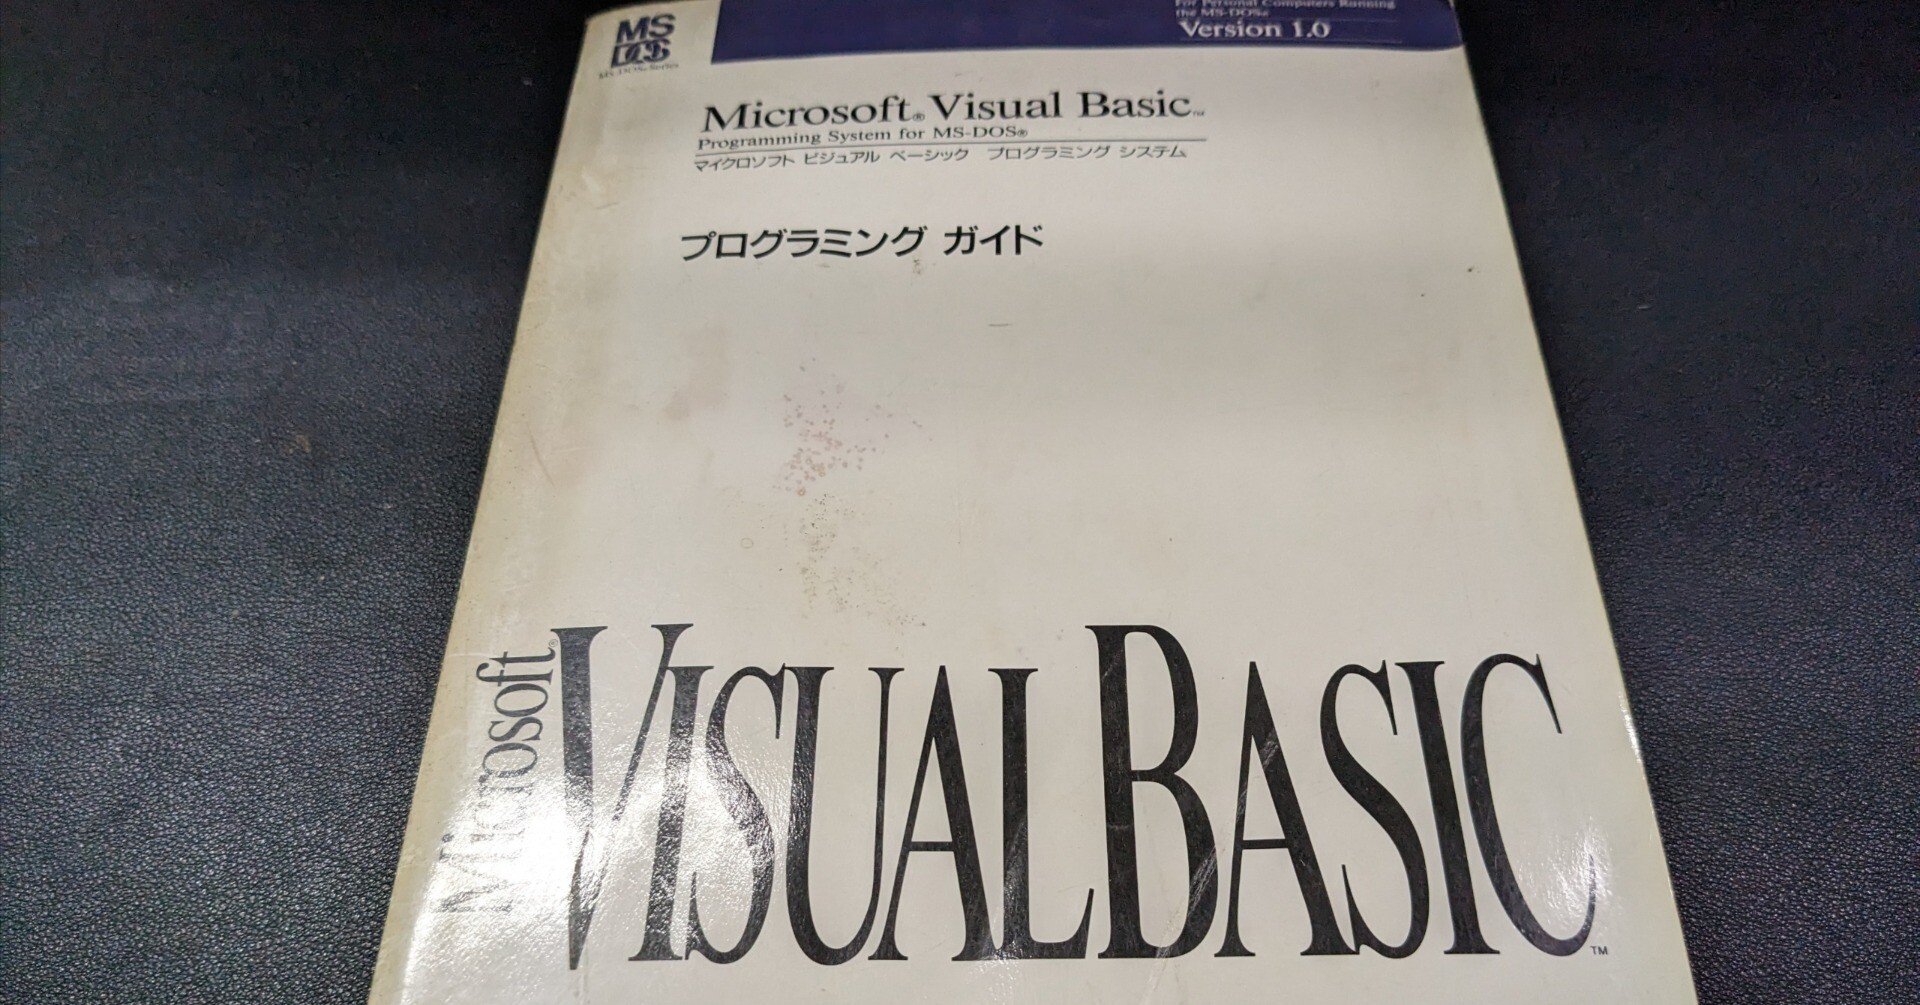 MS
DOS
MS-DOS® Series
For Personal Computers Running
the MS-DOS®
Version 1.0
Microsoft® Visual Basic™
Programming System for MS-DOS®
マイクロソフト ビジュアル ベーシック プログラミング システム
プログラミング ガイド
Microsoft®
VISUAL BASIC™